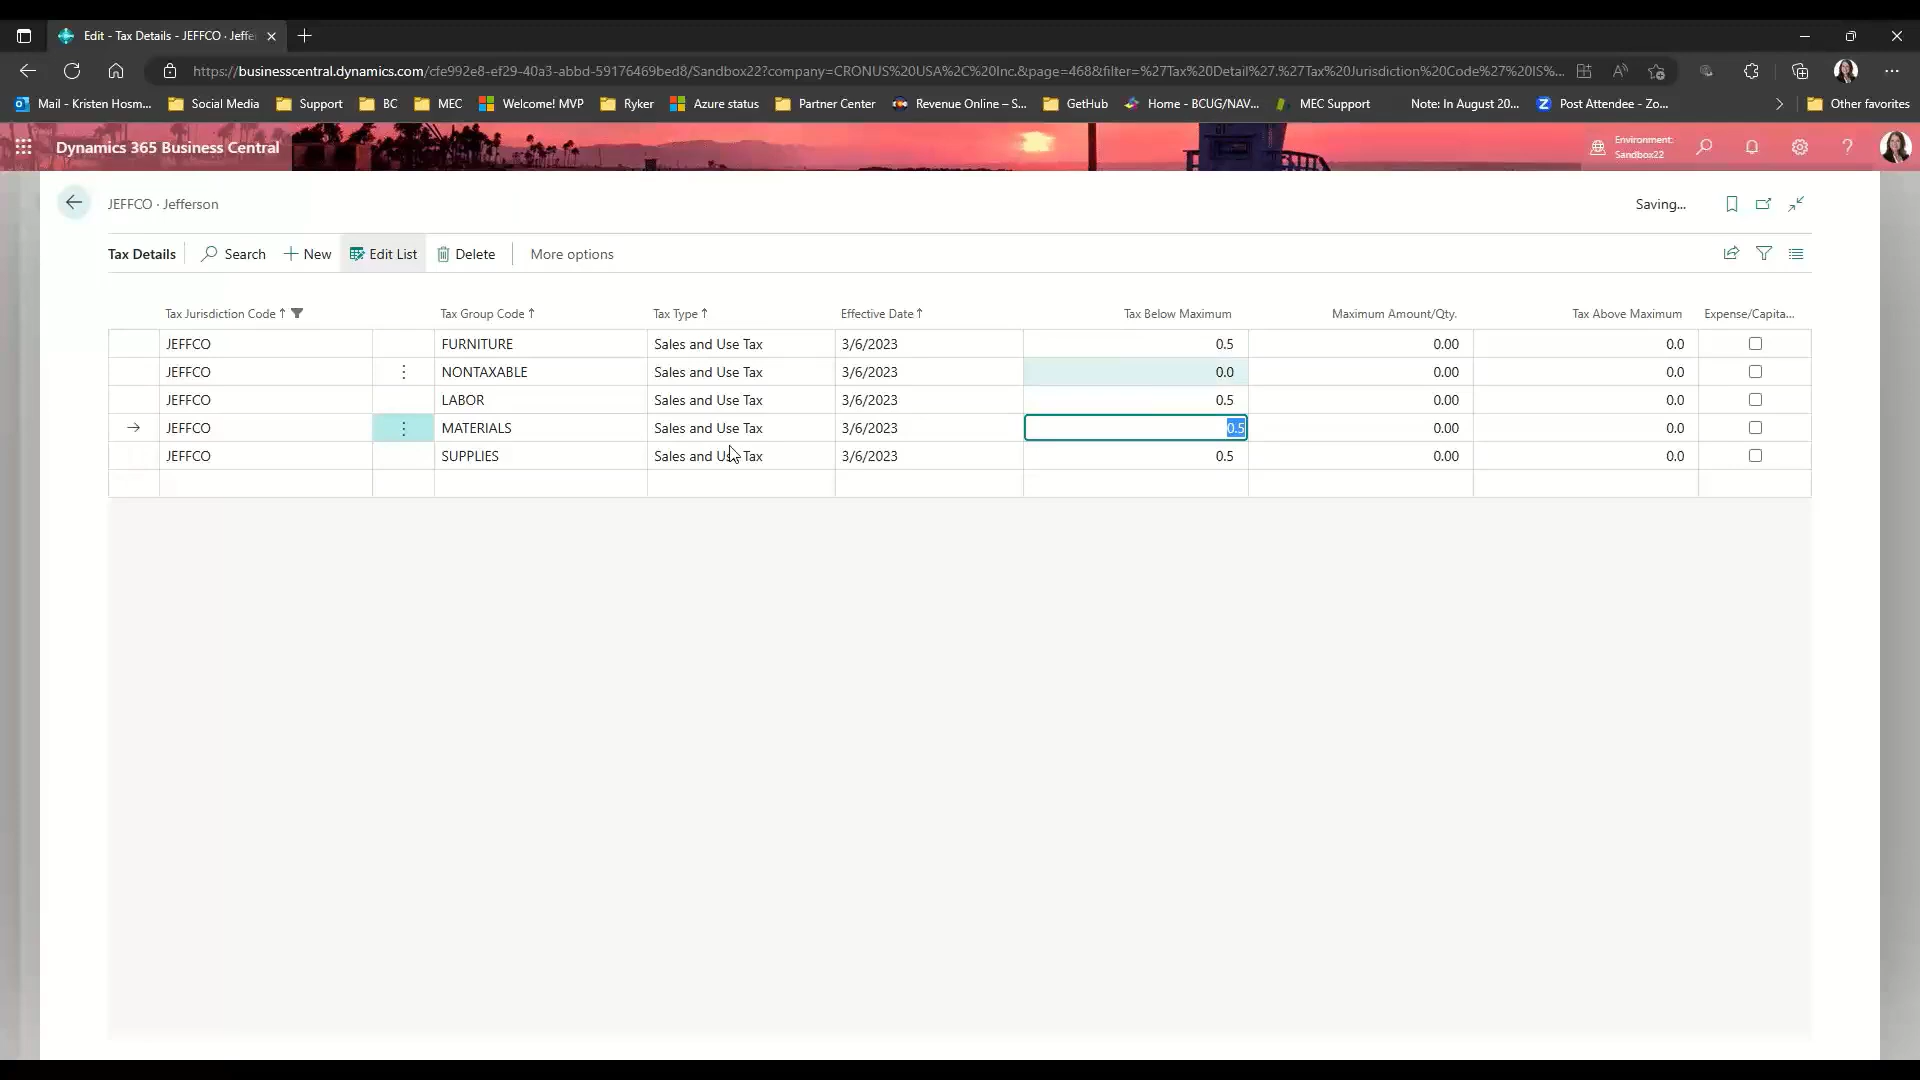 Edit - Tax Details - JEFFCO · Jeffe
https://businesscentral.dynamics.com/cfe992e8-ef29-40a3-abbd-59176469bed8/Sandbox22?company=CRONUS%20USA%2C%20Inc.&page=468&filter=%27Tax%20Detail%27.%27Tax%20Jurisdiction%20Code%27%20IS%...
Mail - Kristen Hosm... Social Media Support BC MEC Welcome! MVP Ryker Azure status Partner Center Revenue Online – S... GetHub Home - BCUG/NAV... MEC Support Note: In August 20... Post Attendee - Zo... Other favorites
Dynamics 365 Business Central
Environment:
Sandbox22
JEFFCO · Jefferson Saving...
Tax Details Search New Edit List Delete More options
Tax Jurisdiction Code ↑ Tax Group Code ↑ Tax Type ↑ Effective Date ↑ Tax Below Maximum Maximum Amount/Qty. Tax Above Maximum Expense/Capita...
JEFFCO FURNITURE Sales and Use Tax 3/6/2023 0.5 0.00 0.0
JEFFCO NONTAXABLE Sales and Use Tax 3/6/2023 0.0 0.00 0.0
JEFFCO LABOR Sales and Use Tax 3/6/2023 0.5 0.00 0.0
JEFFCO MATERIALS Sales and Use Tax 3/6/2023 0.5 0.00 0.0
JEFFCO SUPPLIES Sales and Use Tax 3/6/2023 0.5 0.00 0.0